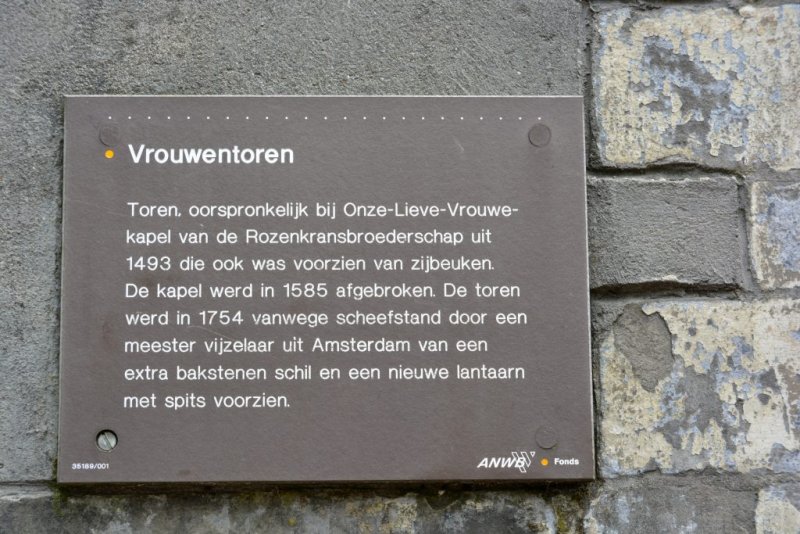 Vrouwentoren
Toren, oorspronkelijk bij Onze-Lieve-Vrouwe-
kapel van de Rozenkransbroederschap uit
1493 die ook was voorzien van zijbeuken.
De kapel werd in 1585 afgebroken. De toren
werd in 1754 vanwege scheefstand door een
meester vijzelaar uit Amsterdam van een
extra bakstenen schil en een nieuwe lantaarn
met spits voorzien.
35189/001
ANWB Fonds